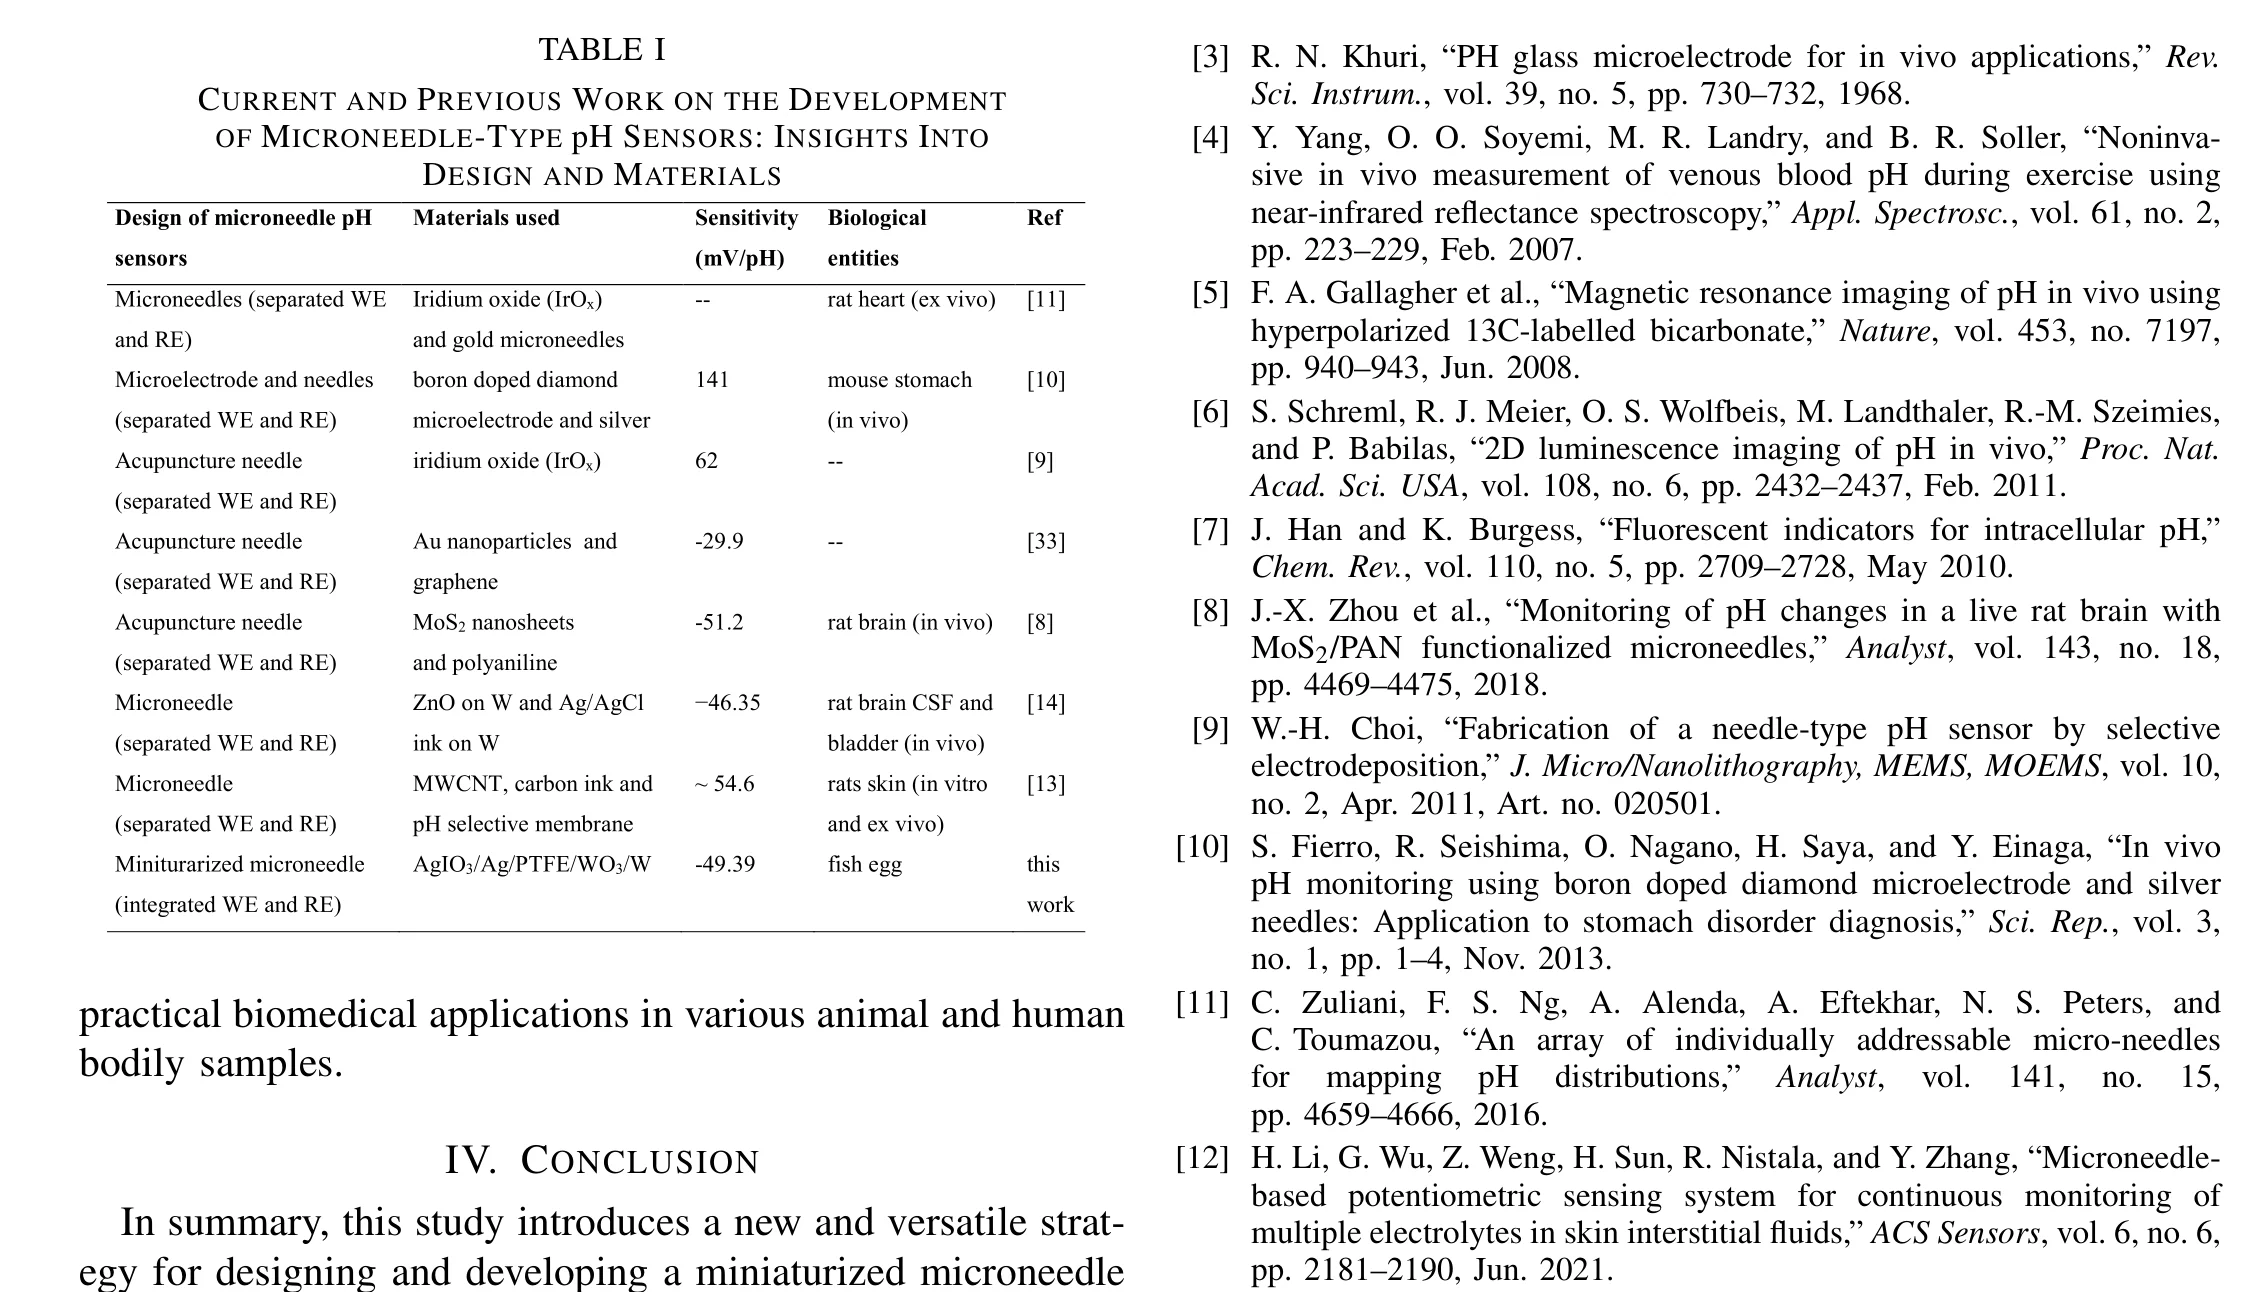 TABLE I
CURRENT AND PREVIOUS WORK ON THE DEVELOPMENT
OF MICRONEEDLE-TYPE pH SENSORS: INSIGHTS INTO
DESIGN AND MATERIALS
Design of microneedle pH Materials used Sensitivity Biological Ref
sensors (mV/pH) entities
Microneedles (separated WE Iridium oxide (IrOₓ) -- rat heart (ex vivo) [11]
and RE) and gold microneedles
Microelectrode and needles boron doped diamond 141 mouse stomach [10]
(separated WE and RE) microelectrode and silver (in vivo)
Acupuncture needle iridium oxide (IrOₓ) 62 -- [9]
(separated WE and RE)
Acupuncture needle Au nanoparticles and -29.9 -- [33]
(separated WE and RE) graphene
Acupuncture needle MoS₂ nanosheets -51.2 rat brain (in vivo) [8]
(separated WE and RE) and polyaniline
Microneedle ZnO on W and Ag/AgCl −46.35 rat brain CSF and [14]
(separated WE and RE) ink on W bladder (in vivo)
Microneedle MWCNT, carbon ink and ~ 54.6 rats skin (in vitro [13]
(separated WE and RE) pH selective membrane and ex vivo)
Miniturarized microneedle AgIO₃/Ag/PTFE/WO₃/W -49.39 fish egg this
(integrated WE and RE) work
practical biomedical applications in various animal and human
bodily samples.
IV. CONCLUSION
In summary, this study introduces a new and versatile strat-
egy for designing and developing a miniaturized microneedle
[3] R. N. Khuri, “PH glass microelectrode for in vivo applications,” Rev.
Sci. Instrum., vol. 39, no. 5, pp. 730–732, 1968.
[4] Y. Yang, O. O. Soyemi, M. R. Landry, and B. R. Soller, “Noninva-
sive in vivo measurement of venous blood pH during exercise using
near-infrared reflectance spectroscopy,” Appl. Spectrosc., vol. 61, no. 2,
pp. 223–229, Feb. 2007.
[5] F. A. Gallagher et al., “Magnetic resonance imaging of pH in vivo using
hyperpolarized 13C-labelled bicarbonate,” Nature, vol. 453, no. 7197,
pp. 940–943, Jun. 2008.
[6] S. Schreml, R. J. Meier, O. S. Wolfbeis, M. Landthaler, R.-M. Szeimies,
and P. Babilas, “2D luminescence imaging of pH in vivo,” Proc. Nat.
Acad. Sci. USA, vol. 108, no. 6, pp. 2432–2437, Feb. 2011.
[7] J. Han and K. Burgess, “Fluorescent indicators for intracellular pH,”
Chem. Rev., vol. 110, no. 5, pp. 2709–2728, May 2010.
[8] J.-X. Zhou et al., “Monitoring of pH changes in a live rat brain with
MoS₂/PAN functionalized microneedles,” Analyst, vol. 143, no. 18,
pp. 4469–4475, 2018.
[9] W.-H. Choi, “Fabrication of a needle-type pH sensor by selective
electrodeposition,” J. Micro/Nanolithography, MEMS, MOEMS, vol. 10,
no. 2, Apr. 2011, Art. no. 020501.
[10] S. Fierro, R. Seishima, O. Nagano, H. Saya, and Y. Einaga, “In vivo
pH monitoring using boron doped diamond microelectrode and silver
needles: Application to stomach disorder diagnosis,” Sci. Rep., vol. 3,
no. 1, pp. 1–4, Nov. 2013.
[11] C. Zuliani, F. S. Ng, A. Alenda, A. Eftekhar, N. S. Peters, and
C. Toumazou, “An array of individually addressable micro-needles
for mapping pH distributions,” Analyst, vol. 141, no. 15,
pp. 4659–4666, 2016.
[12] H. Li, G. Wu, Z. Weng, H. Sun, R. Nistala, and Y. Zhang, “Microneedle-
based potentiometric sensing system for continuous monitoring of
multiple electrolytes in skin interstitial fluids,” ACS Sensors, vol. 6, no. 6,
pp. 2181–2190, Jun. 2021.